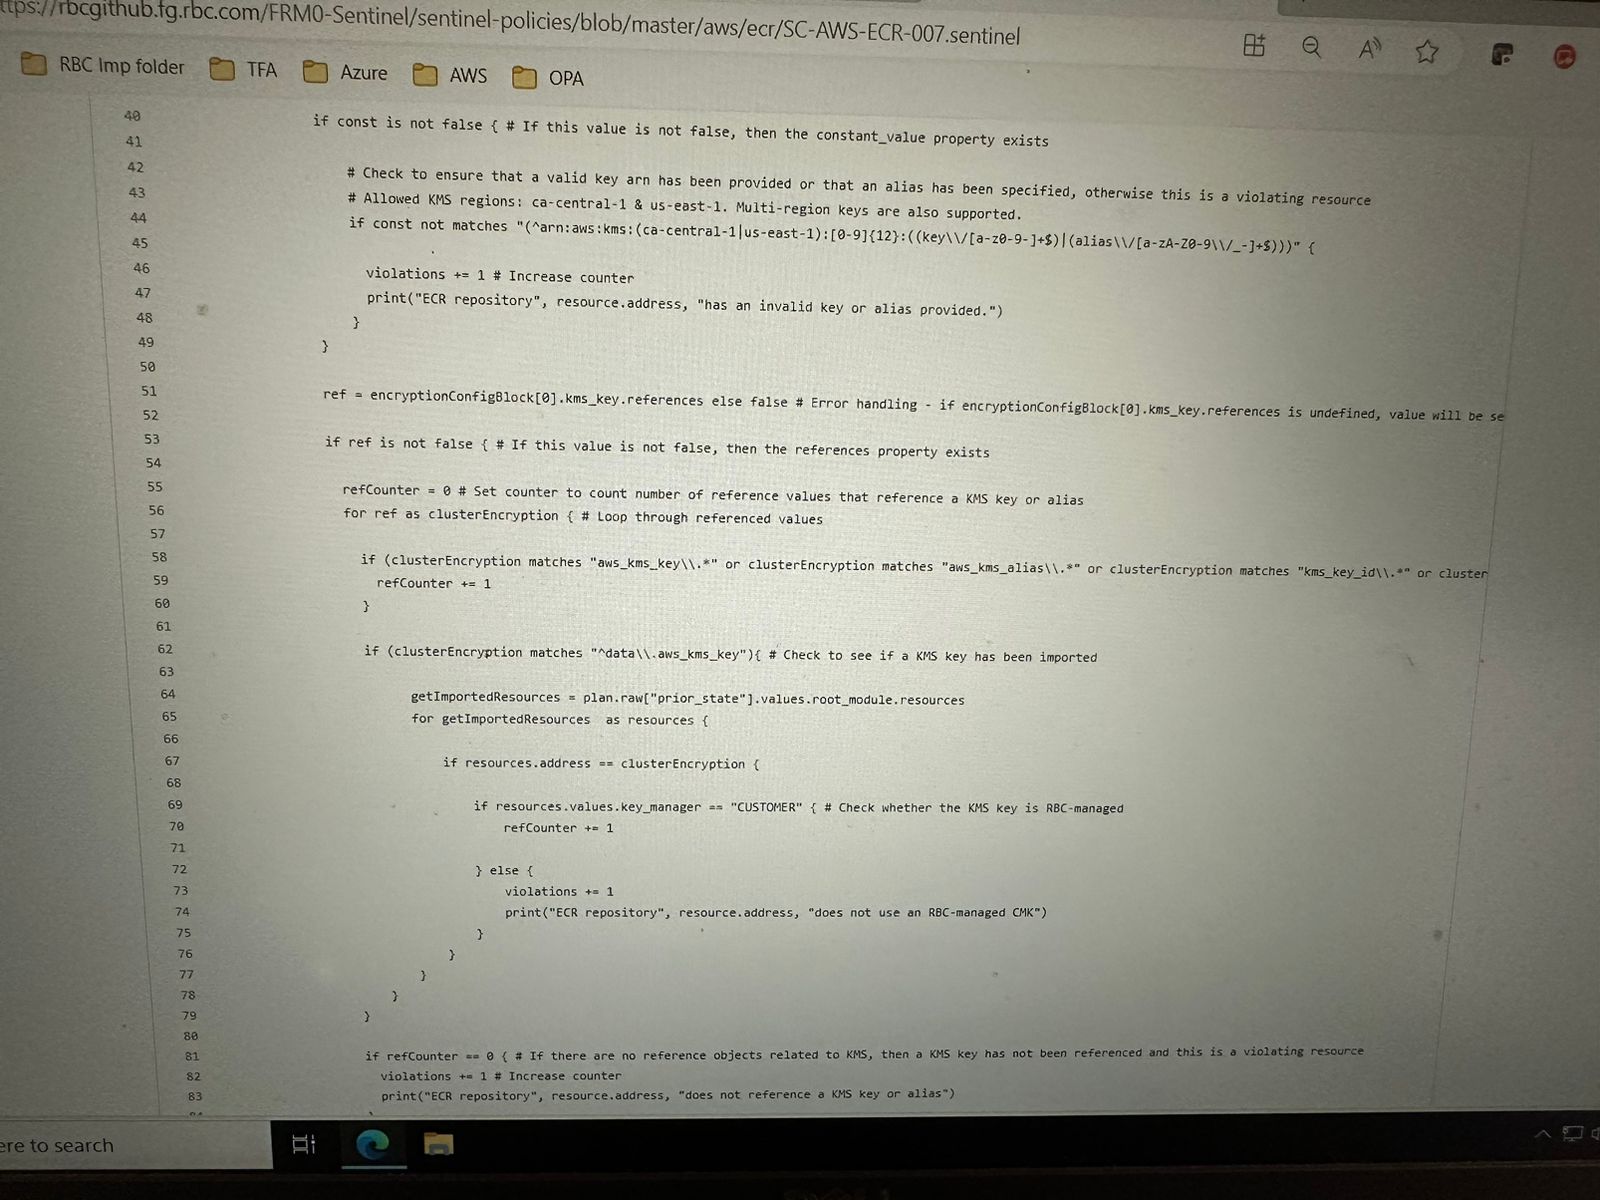 ttps://rbcgithub.fg.rbc.com/FRM0-Sentinel/sentinel-policies/blob/master/aws/ecr/SC-AWS-ECR-007.sentinel
RBC Imp folder TFA Azure AWS OPA
40 if const is not false { # If this value is not false, then the constant_value property exists
41
42 # Check to ensure that a valid key arn has been provided or that an alias has been specified, otherwise this is a violating resource
43 # Allowed KMS regions: ca-central-1 & us-east-1. Multi-region keys are also supported.
44 if const not matches "(^arn:aws:kms:(ca-central-1|us-east-1):[0-9]{12}:((key\\/[a-z0-9-]+$)|(alias\\/[a-zA-Z0-9\\/_-]+$)))" {
45
46 violations += 1 # Increase counter
47 print("ECR repository", resource.address, "has an invalid key or alias provided.")
48 }
49 }
50
51 ref = encryptionConfigBlock[0].kms_key.references else false # Error handling - if encryptionConfigBlock[0].kms_key.references is undefined, value will be se
52
53 if ref is not false { # If this value is not false, then the references property exists
54
55 refCounter = 0 # Set counter to count number of reference values that reference a KMS key or alias
56 for ref as clusterEncryption { # Loop through referenced values
57
58 if (clusterEncryption matches "aws_kms_key\\.*" or clusterEncryption matches "aws_kms_alias\\.*" or clusterEncryption matches "kms_key_id\\.*" or cluster
59 refCounter += 1
60 }
61
62 if (clusterEncryption matches "^data\\.aws_kms_key"){ # Check to see if a KMS key has been imported
63
64 getImportedResources = plan.raw["prior_state"].values.root_module.resources
65 for getImportedResources as resources {
66
67 if resources.address == clusterEncryption {
68
69 if resources.values.key_manager == "CUSTOMER" { # Check whether the KMS key is RBC-managed
70 refCounter += 1
71
72 } else {
73 violations += 1
74 print("ECR repository", resource.address, "does not use an RBC-managed CMK")
75 }
76 }
77 }
78 }
79 }
80
81 if refCounter == 0 { # If there are no reference objects related to KMS, then a KMS key has not been referenced and this is a violating resource
82 violations += 1 # Increase counter
83 print("ECR repository", resource.address, "does not reference a KMS key or alias")
ere to search